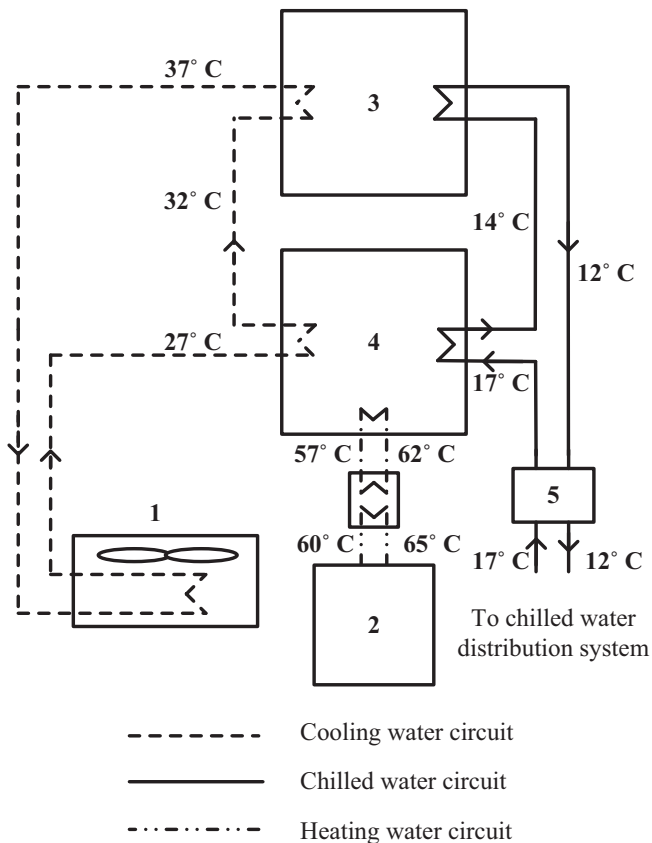 37° C
3
32° C
14° C
12° C
27° C
4
17° C
57° C
62° C
1
5
60° C
65° C
17° C
12° C
2
To chilled water
distribution system
Cooling water circuit
Chilled water circuit
Heating water circuit